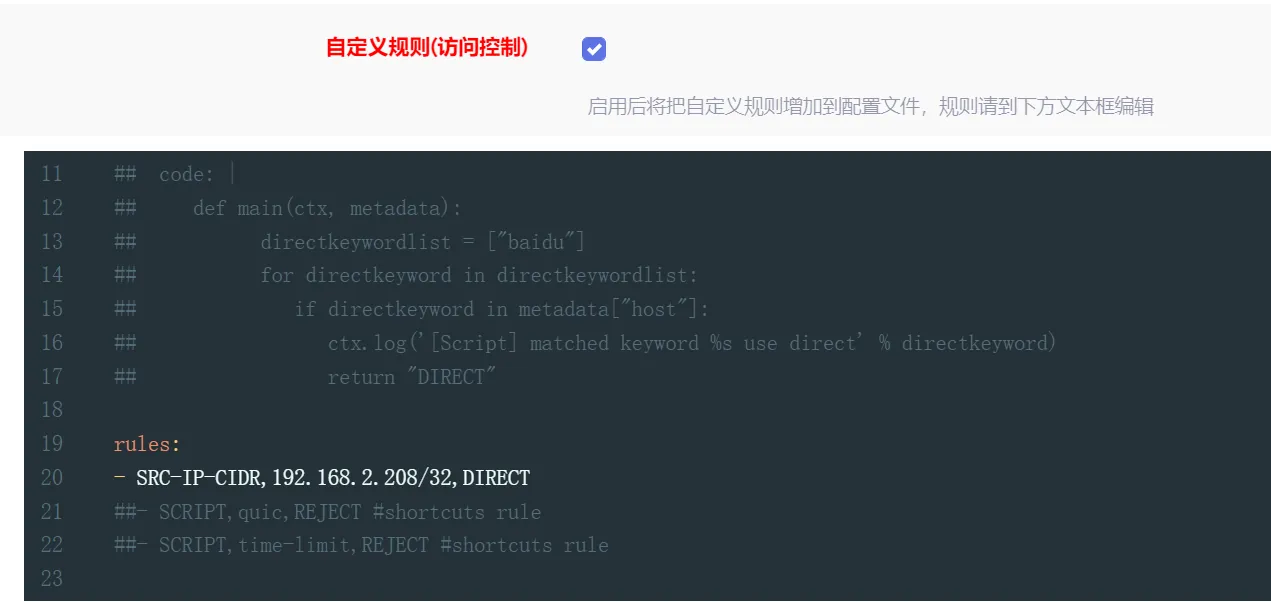 自定义规则(访问控制)
启用后将把自定义规则增加到配置文件，规则请到下方文本框编辑
11 ## code: |
12 ## def main(ctx, metadata):
13 ## directkeywordlist = ["baidu"]
14 ## for directkeyword in directkeywordlist:
15 ## if directkeyword in metadata["host"]:
16 ## ctx.log('[Script] matched keyword %s use direct' % directkeyword)
17 ## return "DIRECT"
18
19 rules:
20 - SRC-IP-CIDR,192.168.2.208/32,DIRECT
21 ##- SCRIPT,quic,REJECT #shortcuts rule
22 ##- SCRIPT,time-limit,REJECT #shortcuts rule
23